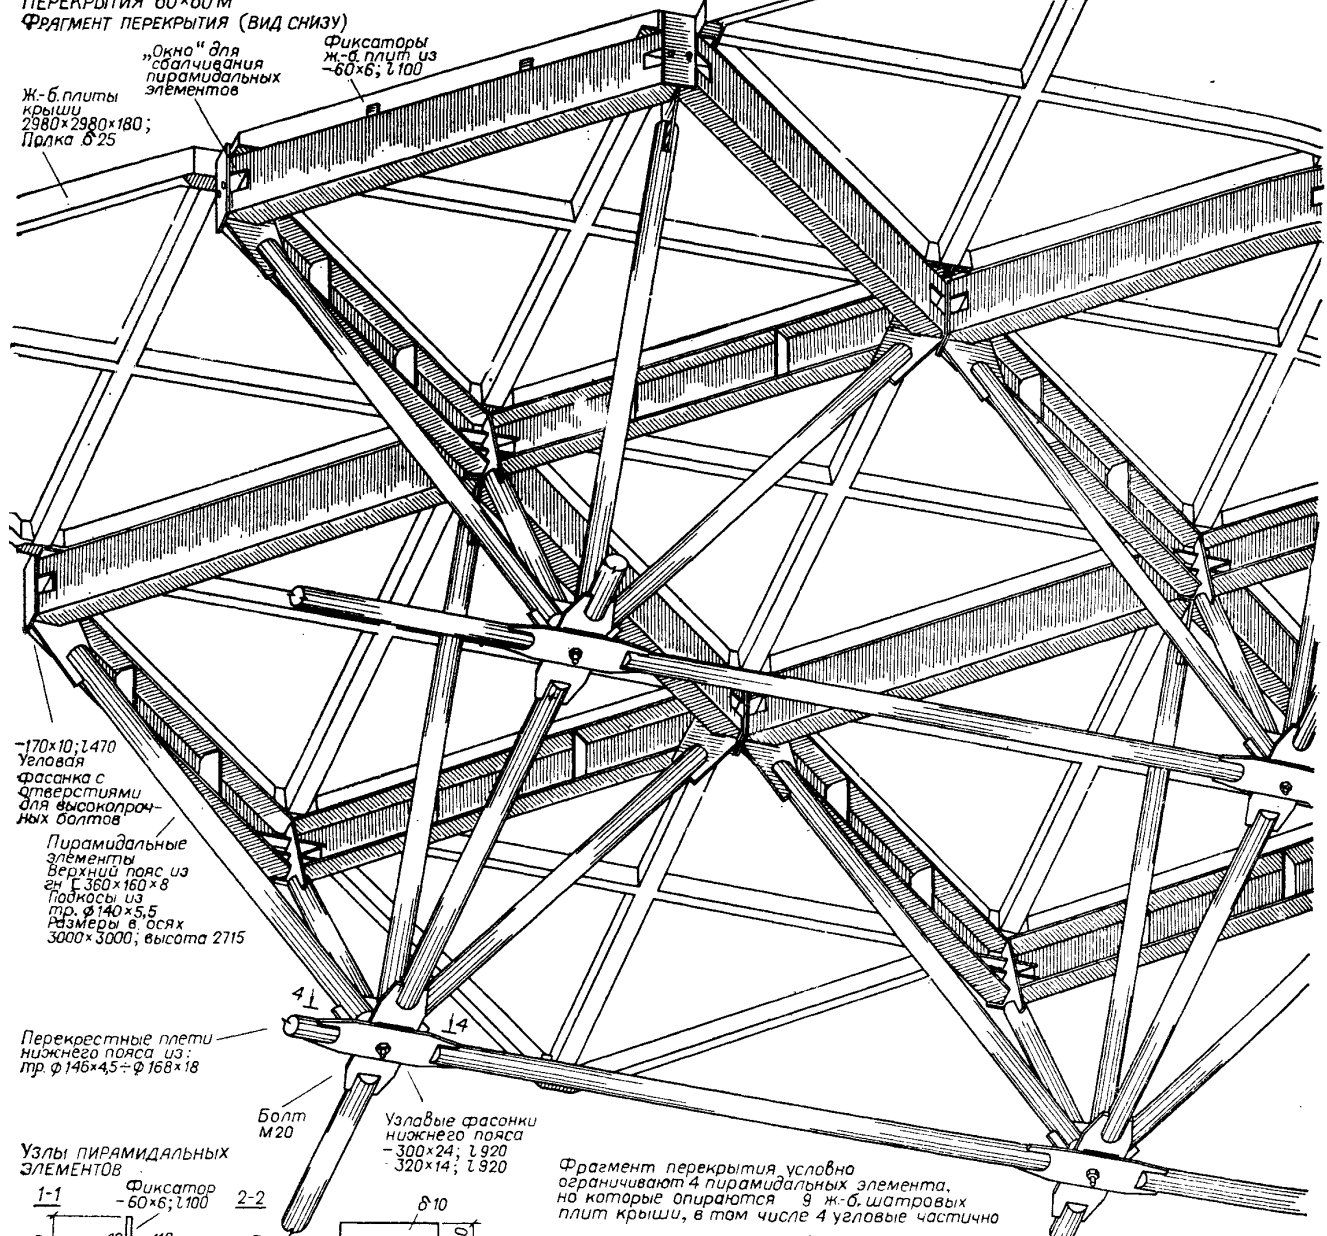 ПЕРЕКРЫТИЯ 60×60 М
ФРАГМЕНТ ПЕРЕКРЫТИЯ (ВИД СНИЗУ)
„Окно“ для
сбалчивания
пирамидальных
элементов
Фиксаторы
ж.-б. плит из
-60×6; l 100
Ж.-б. плиты
крыши
2980×2980×180;
Полка δ 25
-170×10; l 470
Угловая
фасонка с
отверстиями
для высокопроч-
ных болтов
Пирамидальные
элементы
Верхний пояс из
гн [ 360×160×8
Подкосы из
тр. φ 140×5,5
Размеры в осях
3000×3000; высота 2715
4
4
Перекрестные плети
нижнего пояса из:
тр. φ 146×4,5÷φ 168×18
Болт
М20
Узловые фасонки
нижнего пояса
-300×24; l 920
-320×14; l 920
Узлы ПИРАМИДАЛЬНЫХ
ЭЛЕМЕНТОВ
1-1
Фиксатор
-60×6; l 100
2-2
δ-10
Фрагмент перекрытия условно
ограничивают 4 пирамидальных элемента,
но которые опираются 9 ж.-б. шатровых
плит крыши, в том числе 4 угловые частично